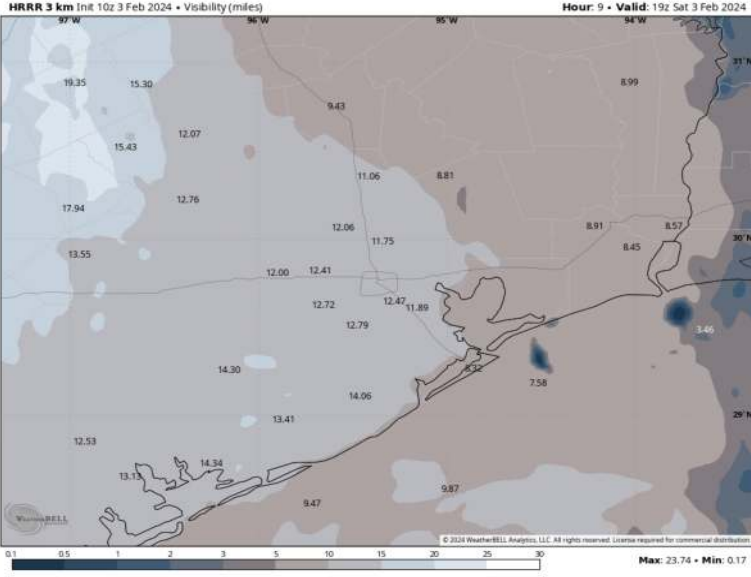 HRRR 3 km Init 10z 3 Feb 2024 • Visibility (miles) Hour: 9 • Valid: 19z Sat 3 Feb 2024
97°W 96°W 95°W 94°W
31°N
19.35 15.30 8.99
9.43
12.07
15.43
11.06 8.81
12.76
17.94
12.06 8.91 8.57
11.75 30°N
8.45
13.55
12.00 12.41
12.72 12.47 11.89
12.79 3.46
14.30 8.32
7.58
14.06
13.41 29°N
12.53
14.34
13.13
9.87
9.47
WeatherBELL
© 2024 WeatherBELL Analytics, LLC. All rights reserved. License required for commercial distribution.
0.1 0.5 1 2 3 5 10 15 20 25 30
Max: 23.74 • Min: 0.17